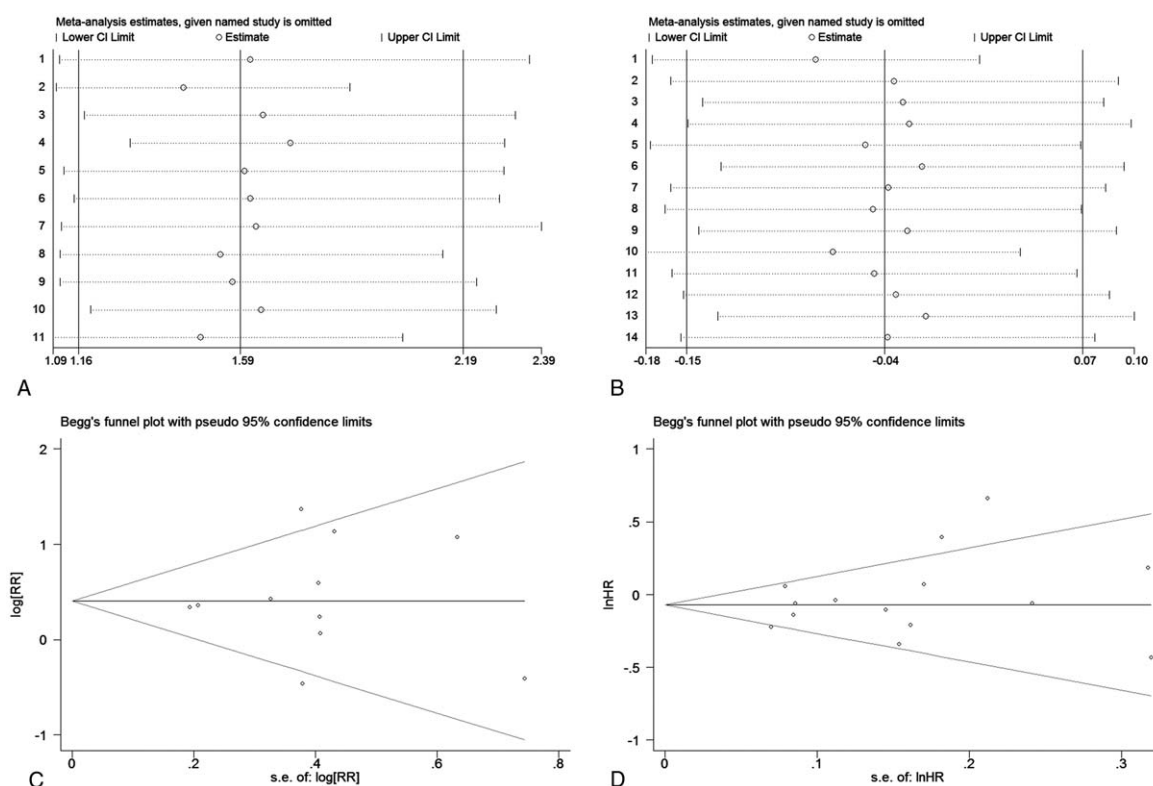 Meta-analysis estimates, given named study is omitted
| Lower CI Limit ○ Estimate | Upper CI Limit
1
2
3
4
5
6
7
8
9
10
11
1.09 1.16 1.59 2.19 2.39
A
Meta-analysis estimates, given named study is omitted
| Lower CI Limit ○ Estimate | Upper CI Limit
1
2
3
4
5
6
7
8
9
10
11
12
13
14
-0.18 -0.15 -0.04 0.07 0.10
B
Begg's funnel plot with pseudo 95% confidence limits
log[RR]
2
1
0
-1
0 .2 .4 .6 .8
s.e. of: log[RR]
C
Begg's funnel plot with pseudo 95% confidence limits
lnHR
1
.5
0
-.5
-1
0 .1 .2 .3
s.e. of: lnHR
D